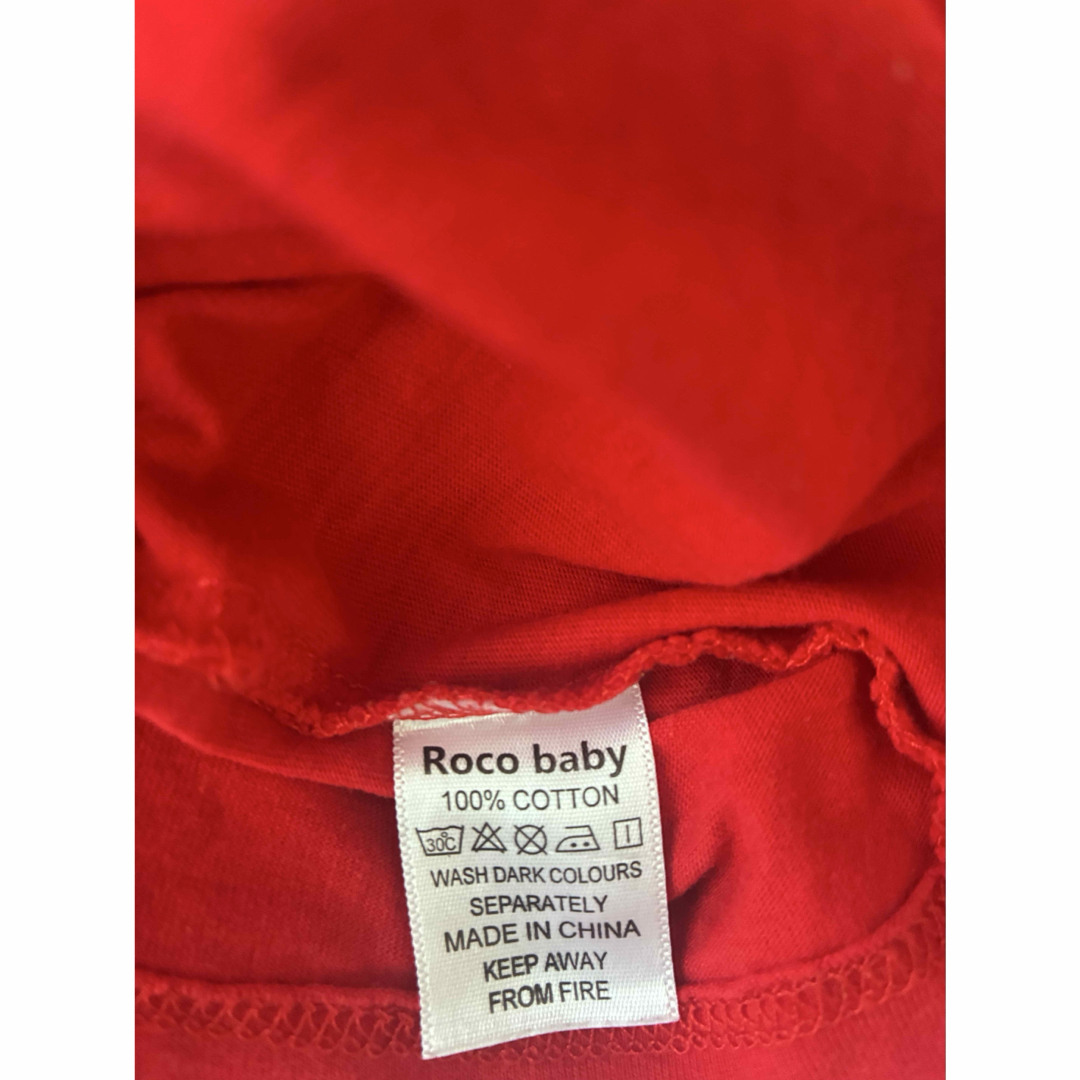 Roco baby
100% COTTON
30℃
WASH DARK COLOURS
SEPARATELY
MADE IN CHINA
KEEP AWAY
FROM FIRE